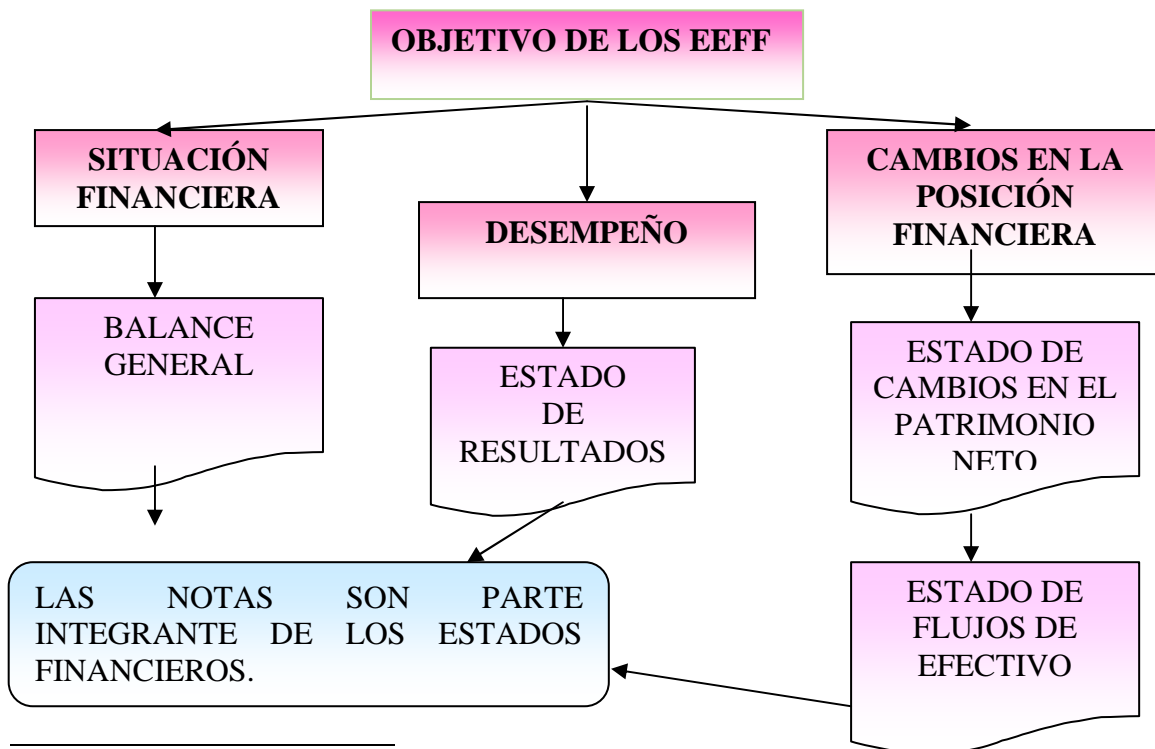 OBJETIVO DE LOS EEFF
SITUACIÓN
FINANCIERA
DESEMPEÑO
CAMBIOS EN LA
POSICIÓN
FINANCIERA
BALANCE
GENERAL
ESTADO
DE
RESULTADOS
ESTADO DE
CAMBIOS EN EL
PATRIMONIO
NETO
LAS NOTAS SON PARTE
INTEGRANTE DE LOS ESTADOS
FINANCIEROS.
ESTADO DE
FLUJOS DE
EFECTIVO